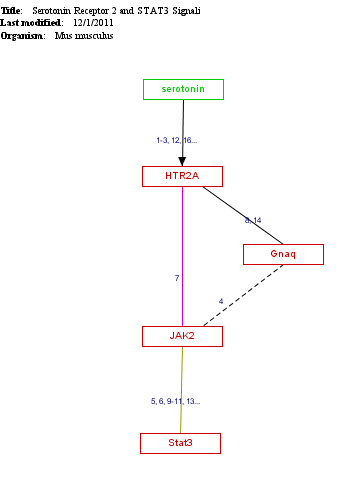 Title: Serotonin Receptor 2 and STAT3 Signali
Last modified: 12/1/2011
Organism: Mus musculus
serotonin
1-3, 12, 16...
HTR2A
8, 14
Gnaq
7
4
JAK2
5, 6, 9-11, 13...
Stat3